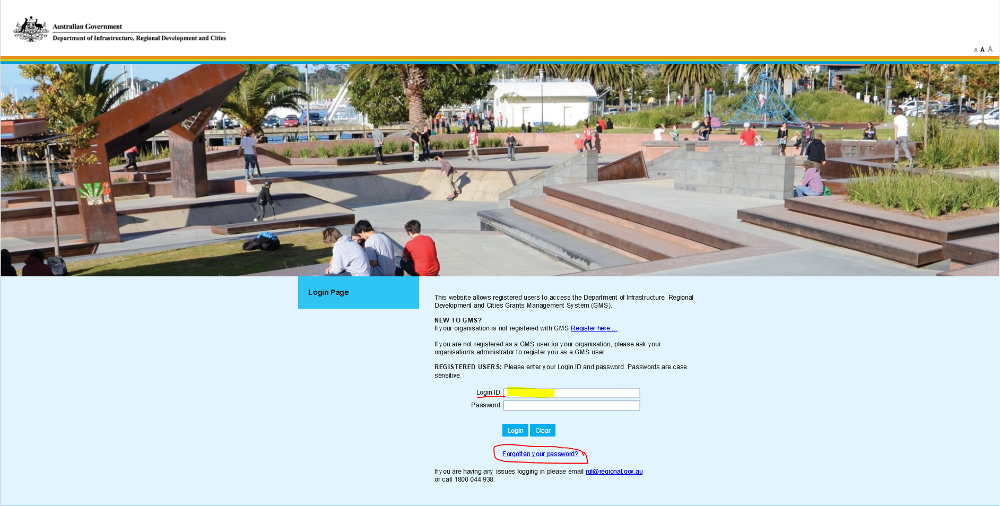 Australian Government
Department of Infrastructure, Regional Development and Cities
A A A
Login Page
This website allows registered users to access the Department of Infrastructure, Regional
Development and Cities Grants Management System (GMS).
NEW TO GMS?
If your organisation is not registered with GMS Register here ...
If you are not registered as a GMS user for your organisation, please ask your
organisation's administrator to register you as a GMS user.
REGISTERED USERS: Please enter your Login ID and password. Passwords are case
sensitive.
Login ID
Password
Login Clear
Forgotten your password?
If you are having any issues logging in please email rgf@regional.gov.au
or call 1800 044 938.